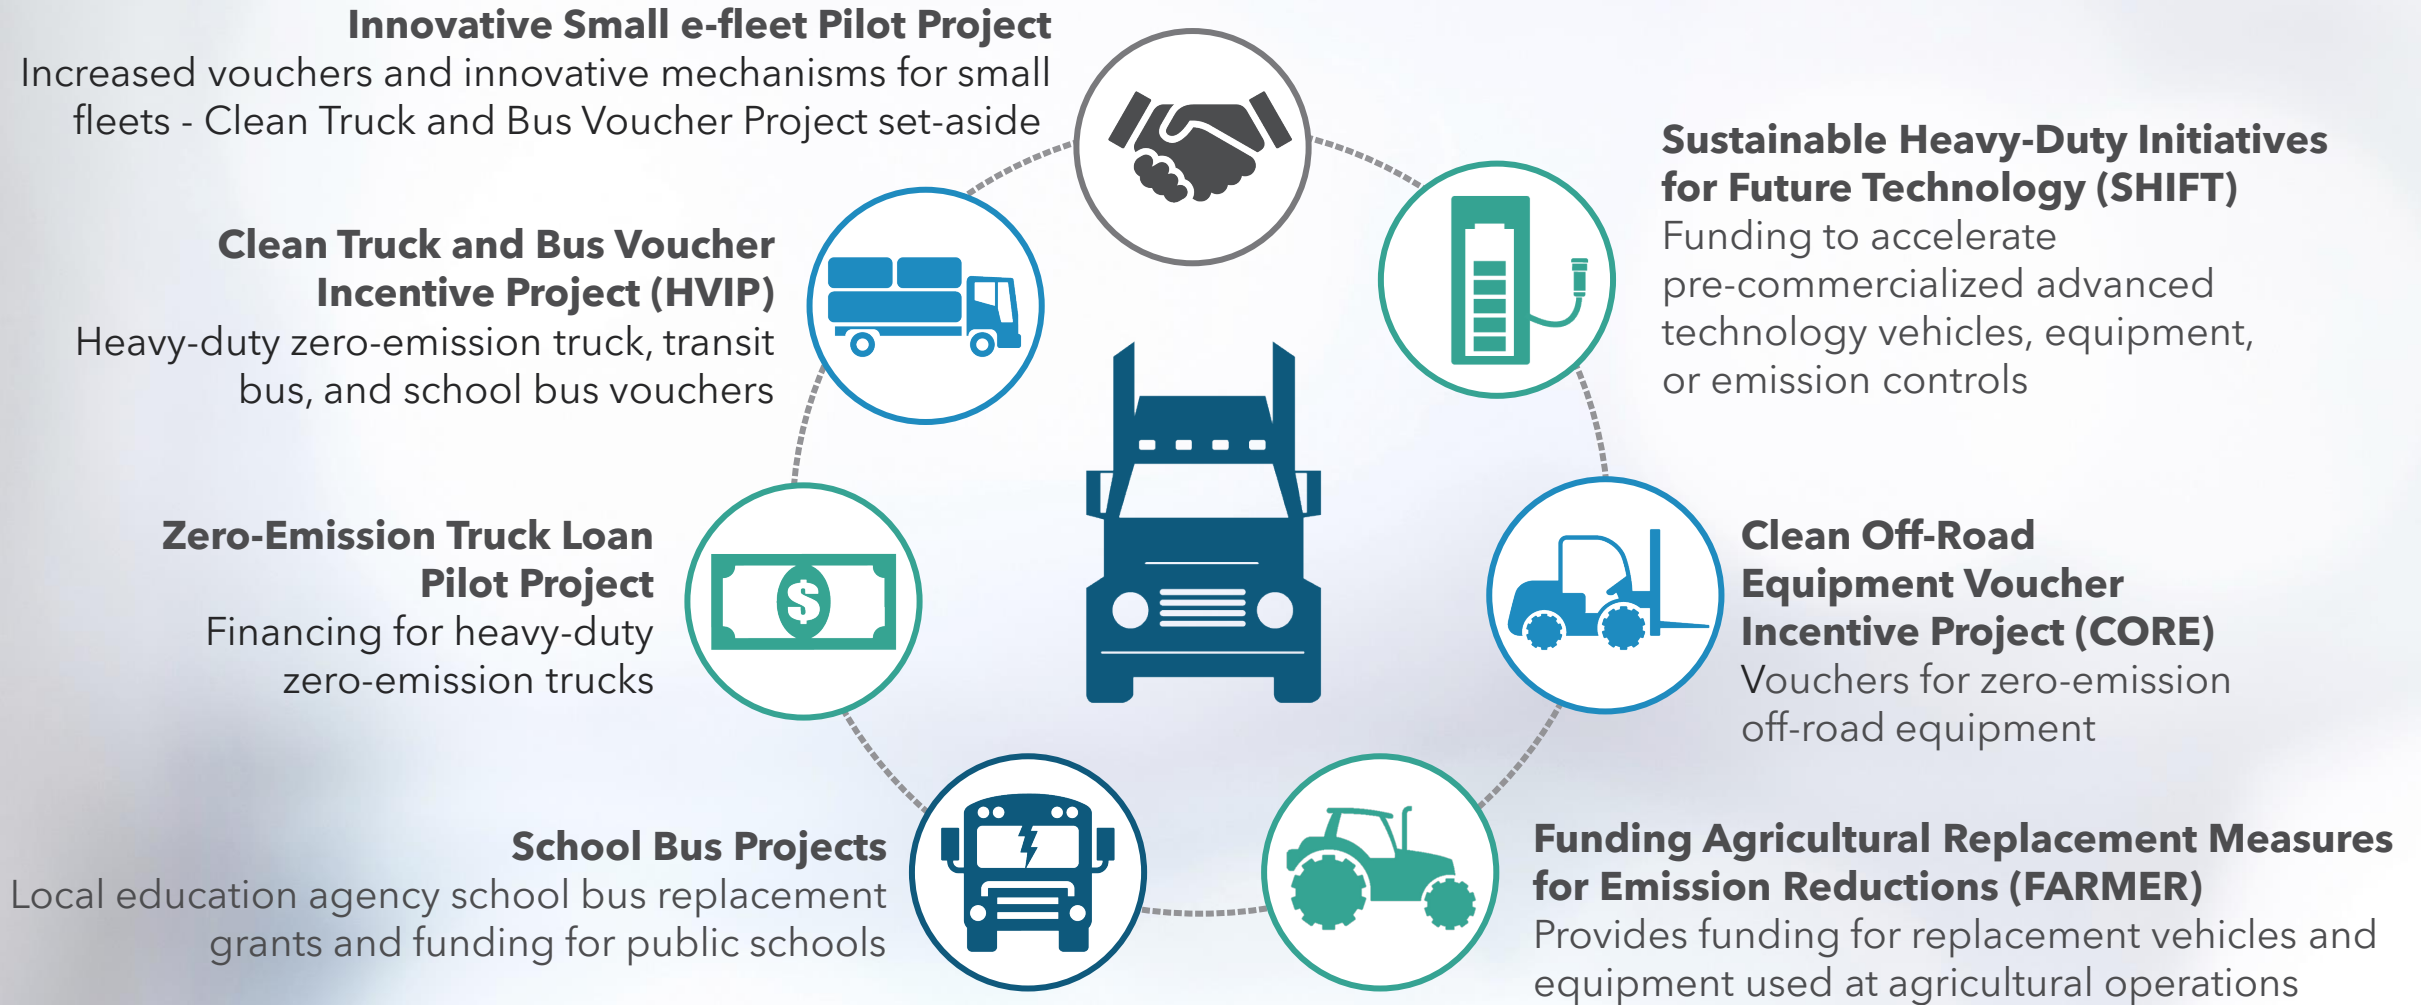 Innovative Small e-fleet Pilot Project
Increased vouchers and innovative mechanisms for small
fleets - Clean Truck and Bus Voucher Project set-aside
Sustainable Heavy-Duty Initiatives
for Future Technology (SHIFT)
Funding to accelerate
pre-commercialized advanced
technology vehicles, equipment,
or emission controls
Clean Truck and Bus Voucher
Incentive Project (HVIP)
Heavy-duty zero-emission truck, transit
bus, and school bus vouchers
Zero-Emission Truck Loan
Pilot Project
Financing for heavy-duty
zero-emission trucks
$
Clean Off-Road
Equipment Voucher
Incentive Project (CORE)
Vouchers for zero-emission
off-road equipment
School Bus Projects
Local education agency school bus replacement
grants and funding for public schools
Funding Agricultural Replacement Measures
for Emission Reductions (FARMER)
Provides funding for replacement vehicles and
equipment used at agricultural operations